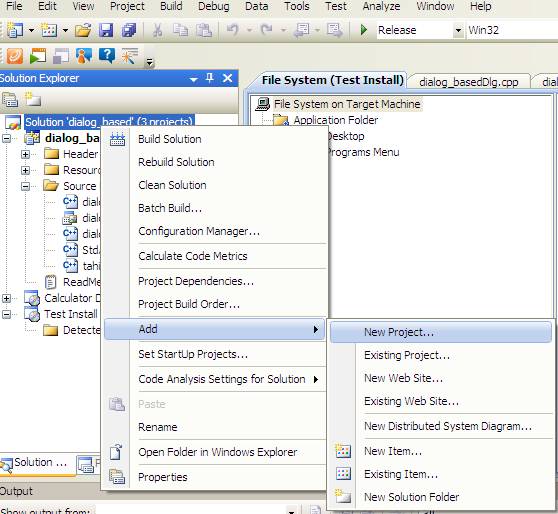 File Edit View Project Build Debug Data Tools Test Analyze Window Help
Release Win32
Solution Explorer
File System (Test Install) dialog_basedDlg.cpp
File System on Target Machine
Application Folder
Desktop
Programs Menu
Solution 'dialog_based' (3 projects)
dialog_ba
Header
Resour
Source
dialo
dialo
dialo
StdA
tahi
ReadMe
Calculator D
Test Install
Detecte
Build Solution
Rebuild Solution
Clean Solution
Batch Build...
Configuration Manager...
Calculate Code Metrics
Project Dependencies...
Project Build Order...
Add
Set StartUp Projects...
Code Analysis Settings for Solution
Paste
Rename
Open Folder in Windows Explorer
Properties
New Project...
Existing Project...
New Web Site...
Existing Web Site...
New Distributed System Diagram...
New Item...
Existing Item...
New Solution Folder
Solution ...
Output
Show output from: